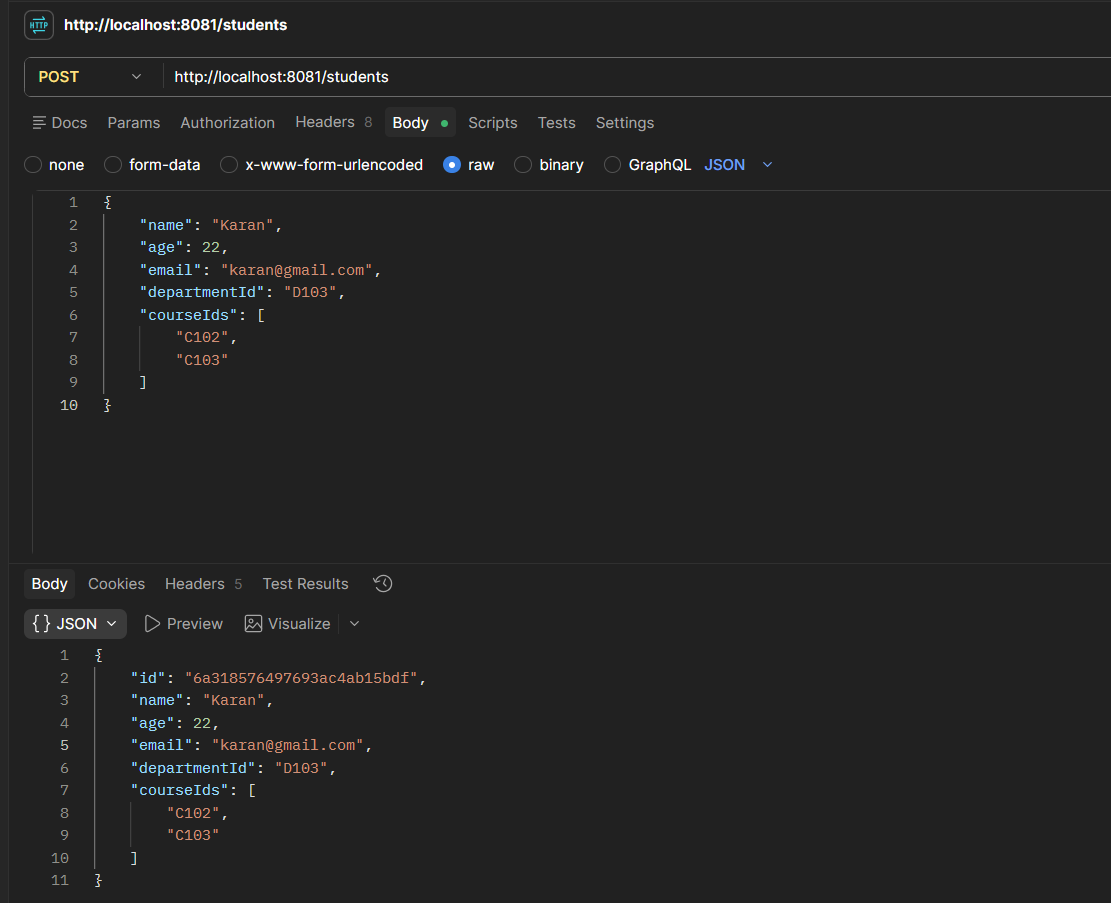 HTTP http://localhost:8081/students
POST http://localhost:8081/students
Docs Params Authorization Headers 8 Body Scripts Tests Settings
none form-data x-www-form-urlencoded raw binary GraphQL JSON
1 {
2 "name": "Karan",
3 "age": 22,
4 "email": "karan@gmail.com",
5 "departmentId": "D103",
6 "courseIds": [
7 "C102",
8 "C103"
9 ]
10 }
Body Cookies Headers 5 Test Results
{} JSON Preview Visualize
1 {
2 "id": "6a318576497693ac4ab15bdf",
3 "name": "Karan",
4 "age": 22,
5 "email": "karan@gmail.com",
6 "departmentId": "D103",
7 "courseIds": [
8 "C102",
9 "C103"
10 ]
11 }